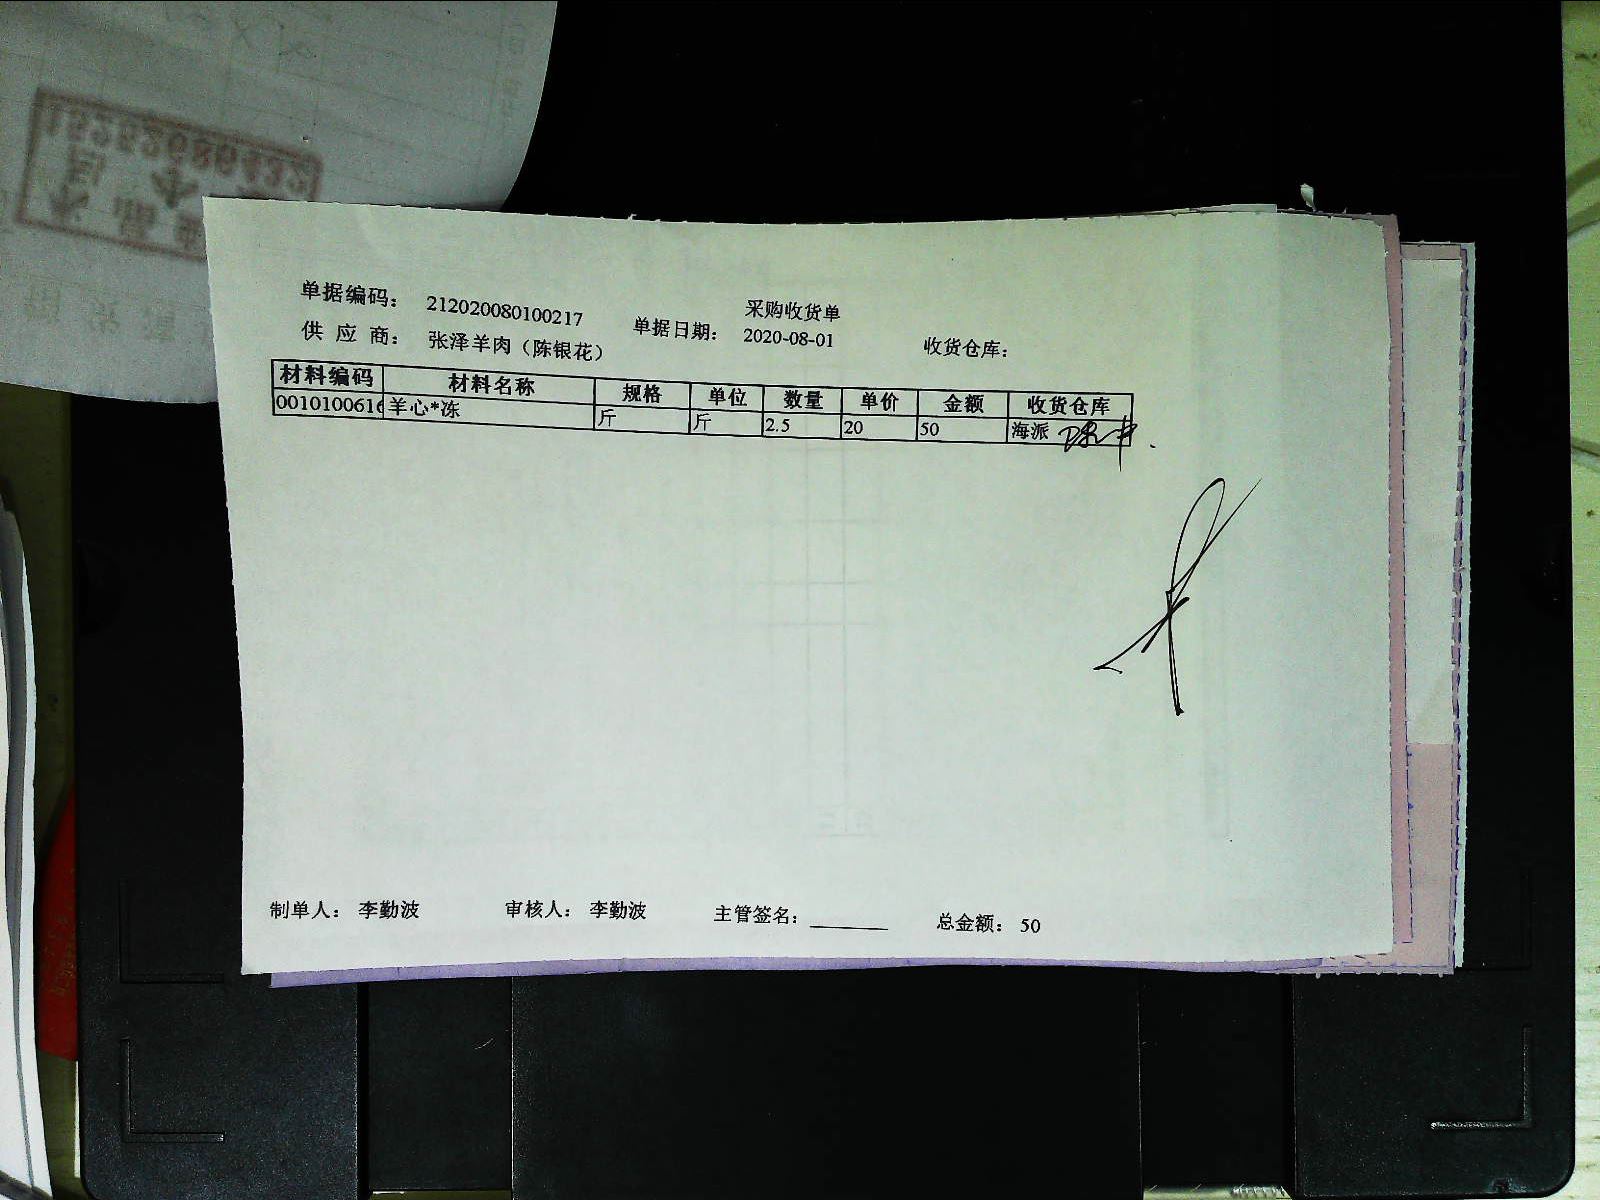 采购收货单
单据编码： 212020080100217 单据日期： 2020-08-01 收货仓库：
供 应 商： 张泽羊肉（陈银花）
材料编码 材料名称 规格 单位 数量 单价 金额 收货仓库
0010100616 羊心*冻 斤 斤 2.5 20 50 海派
制单人： 李勤波 审核人： 李勤波 主管签名： 总金额： 50